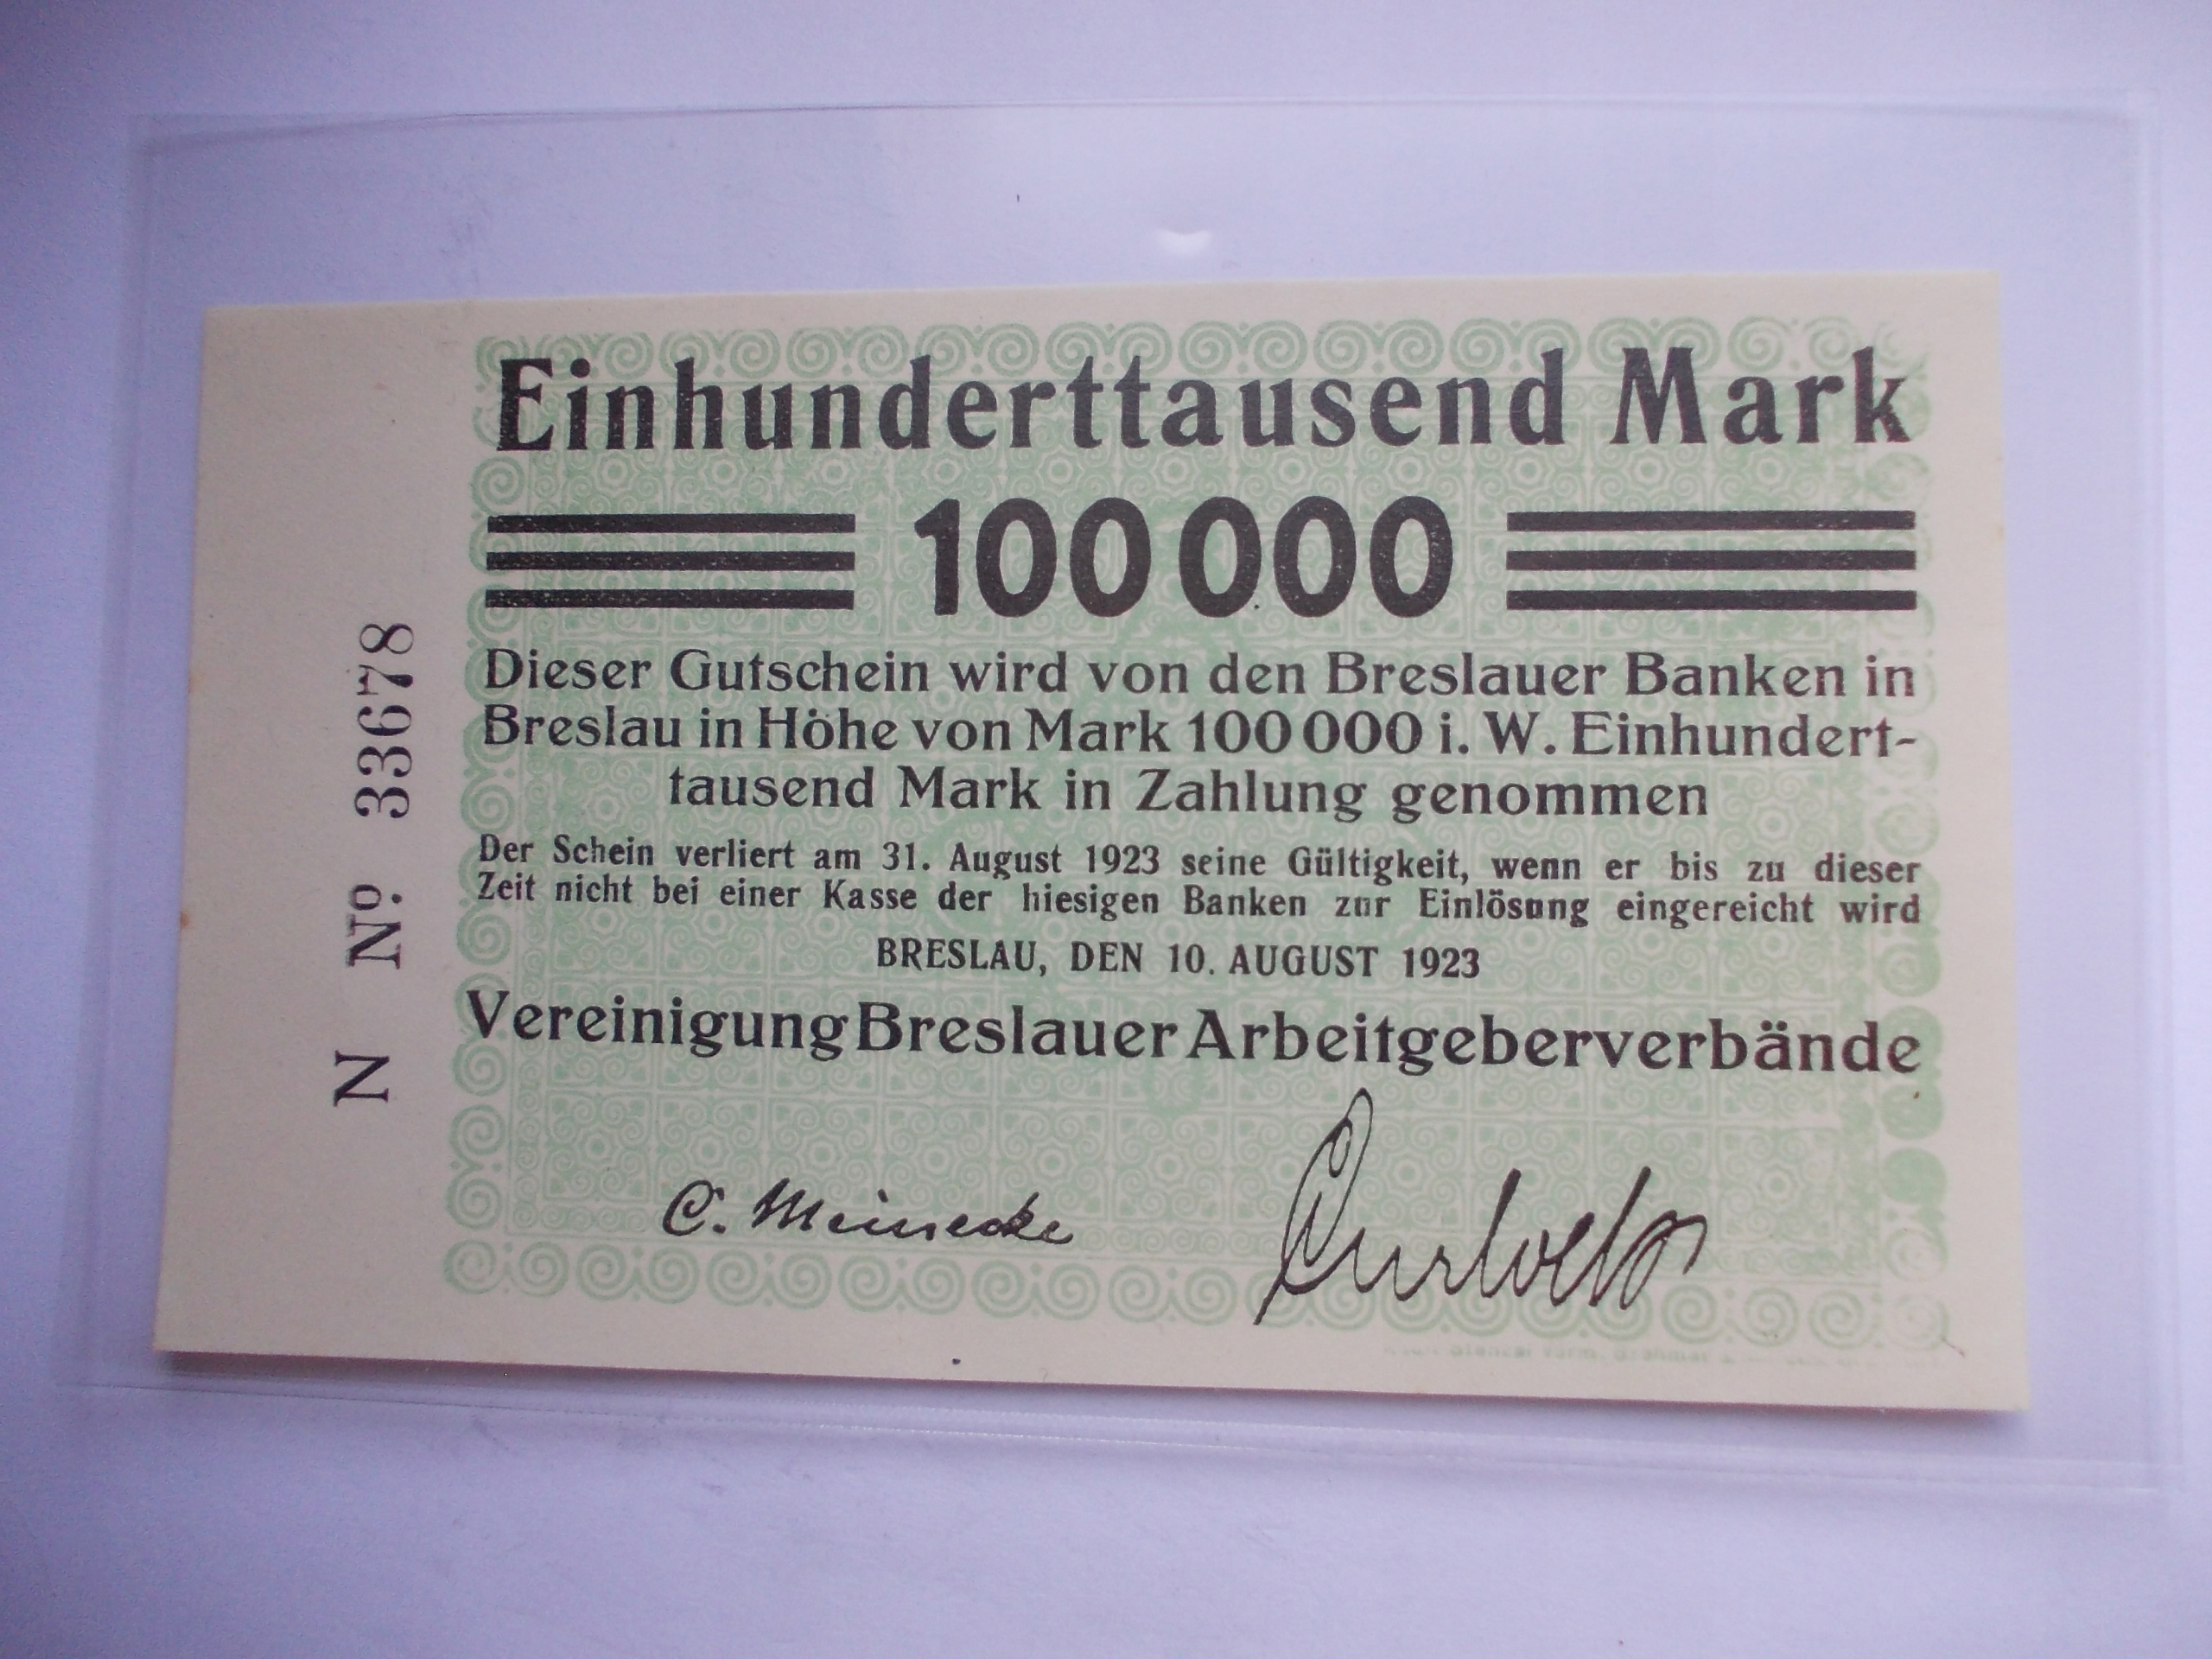 Einhunderttausend Mark
100 000
Dieser Gutschein wird von den Breslauer Banken in
Breslau in Höhe von Mark 100 000 i. W. Einhundert-
tausend Mark in Zahlung genommen
Der Schein verliert am 31. August 1923 seine Gültigkeit, wenn er bis zu dieser
Zeit nicht bei einer Kasse der hiesigen Banken zur Einlösung eingereicht wird
BRESLAU, DEN 10. AUGUST 1923
Vereinigung Breslauer Arbeitgeberverbände
C. Meinecke
N Nº 33678